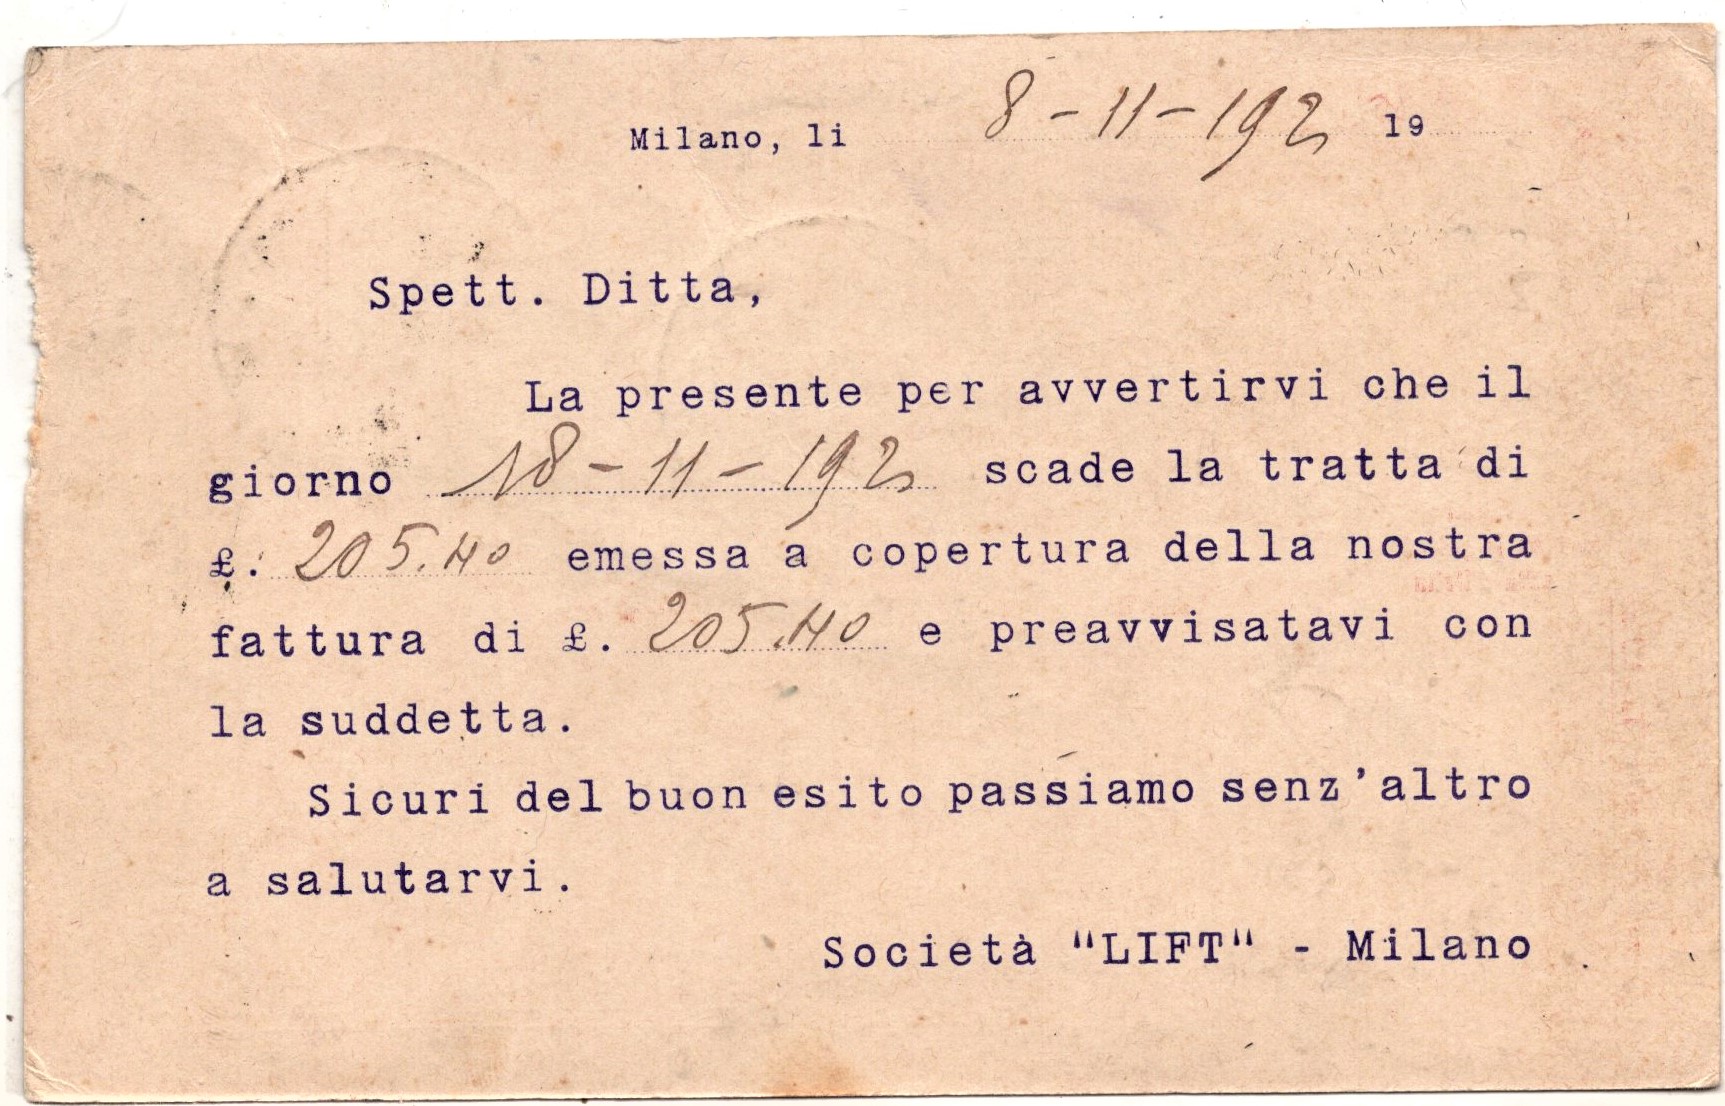 Milano, li 8-11-192 19
Spett. Ditta,
La presente per avvertirvi che il
giorno 18-11-192 scade la tratta di
£. 205.40 emessa a copertura della nostra
fattura di £. 205.40 e preavvisatavi con
la suddetta.
Sicuri del buon esito passiamo senz'altro
a salutarvi.
Società "LIFT" - Milano